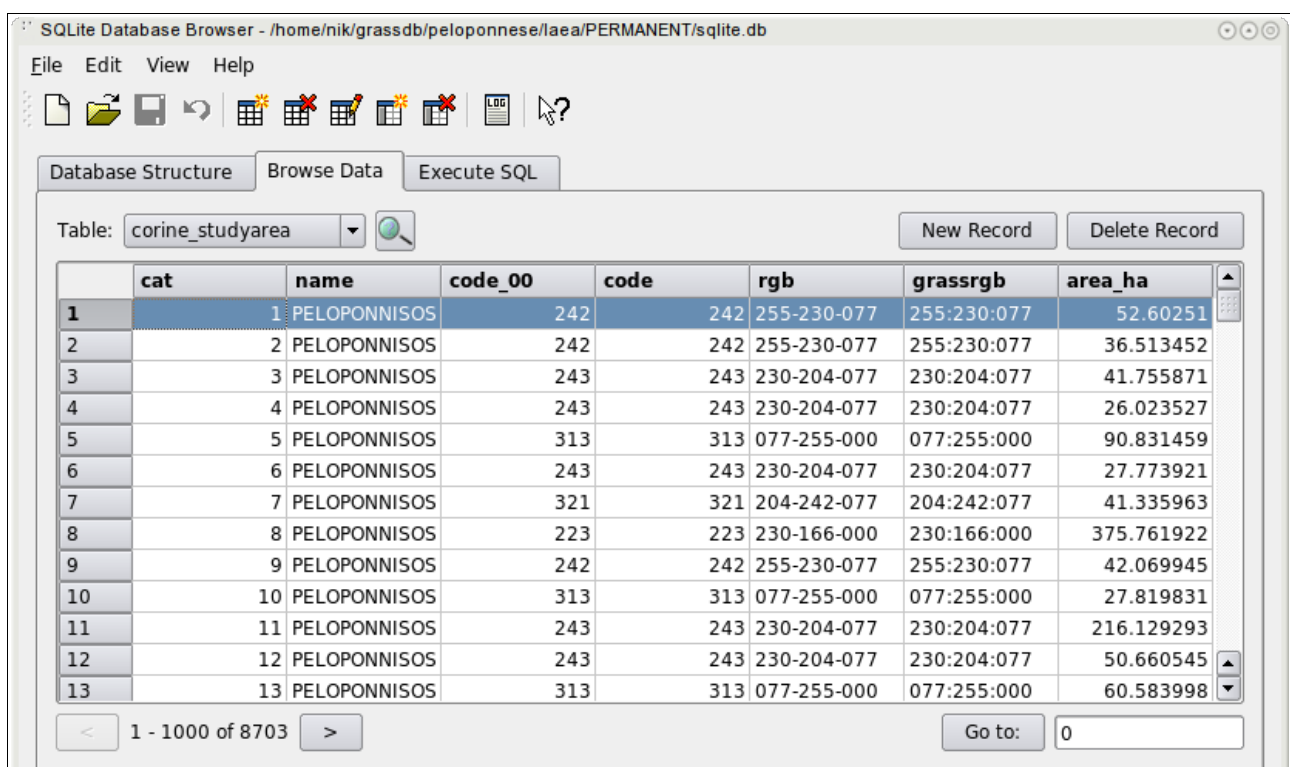 SQLite Database Browser - /home/nik/grassdb/peloponnese/laea/PERMANENT/sqlite.db
File Edit View Help
LOG ?
Database Structure Browse Data Execute SQL
Table: corine_studyarea New Record Delete Record
cat name code_00 code rgb grassrgb area_ha
1 1 PELOPONNISOS 242 242 255-230-077 255:230:077 52.60251
2 2 PELOPONNISOS 242 242 255-230-077 255:230:077 36.513452
3 3 PELOPONNISOS 243 243 230-204-077 230:204:077 41.755871
4 4 PELOPONNISOS 243 243 230-204-077 230:204:077 26.023527
5 5 PELOPONNISOS 313 313 077-255-000 077:255:000 90.831459
6 6 PELOPONNISOS 243 243 230-204-077 230:204:077 27.773921
7 7 PELOPONNISOS 321 321 204-242-077 204:242:077 41.335963
8 8 PELOPONNISOS 223 223 230-166-000 230:166:000 375.761922
9 9 PELOPONNISOS 242 242 255-230-077 255:230:077 42.069945
10 10 PELOPONNISOS 313 313 077-255-000 077:255:000 27.819831
11 11 PELOPONNISOS 243 243 230-204-077 230:204:077 216.129293
12 12 PELOPONNISOS 243 243 230-204-077 230:204:077 50.660545
13 13 PELOPONNISOS 313 313 077-255-000 077:255:000 60.583998
< 1 - 1000 of 8703 > Go to: 0